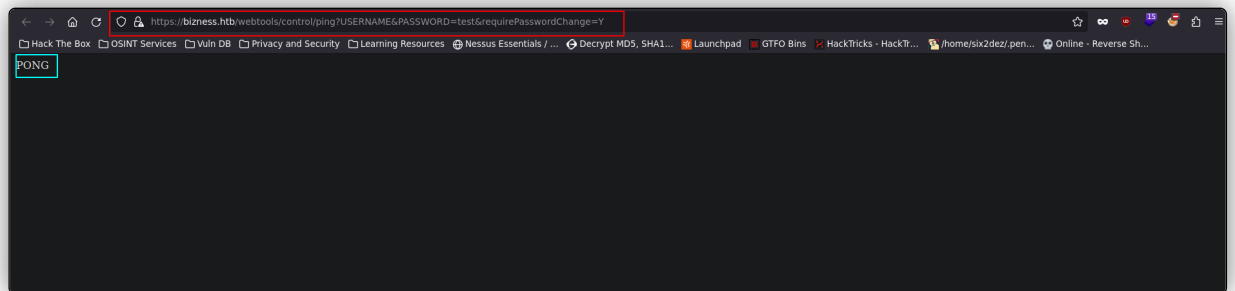 https://bizness.htb/webtools/control/ping?USERNAME&PASSWORD=test&requirePasswordChange=Y
15
Hack The Box OSINT Services Vuln DB Privacy and Security Learning Resources Nessus Essentials / ... Decrypt MD5, SHA1... Launchpad GTFO Bins HackTricks - HackTr... /home/six2dez/.pen... Online - Reverse Sh...
PONG